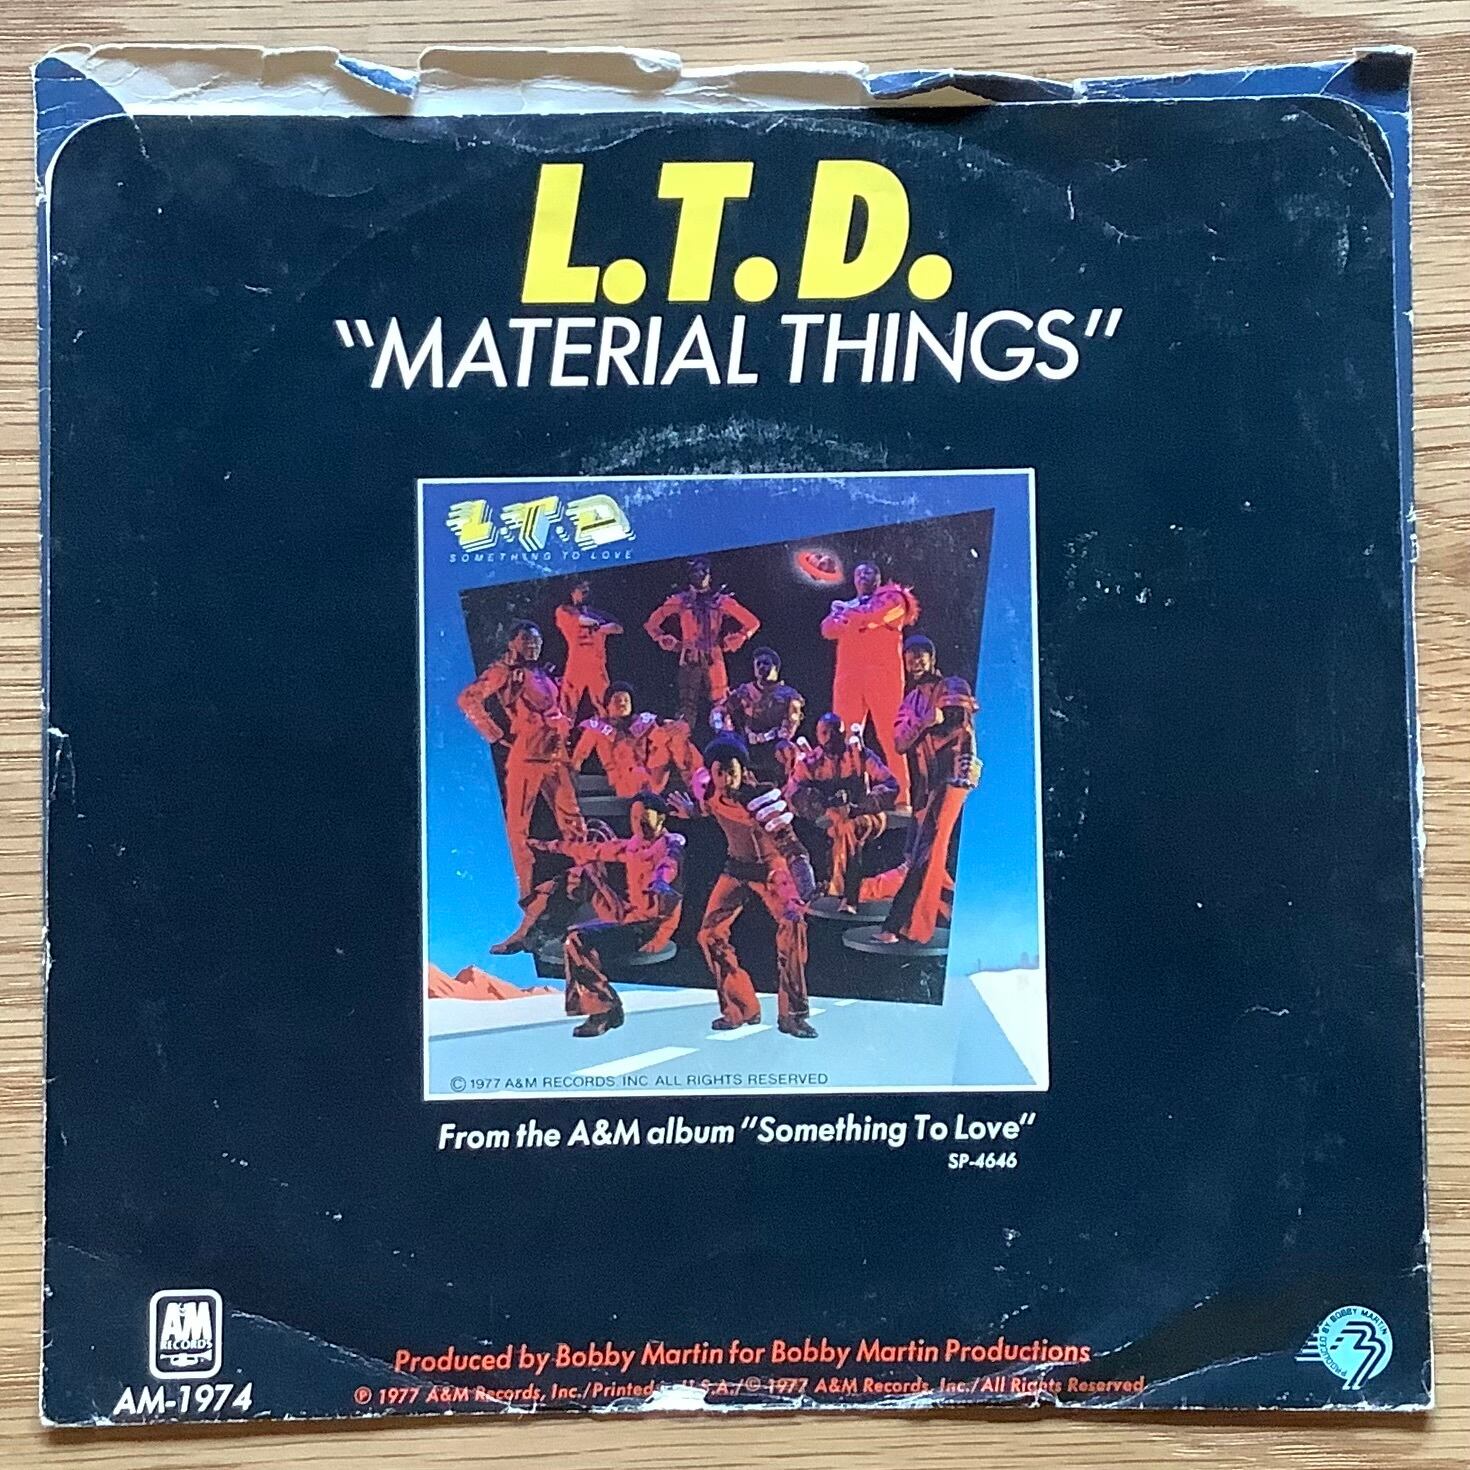 L.T.D.
"MATERIAL THINGS"
L.T.D
SOMETHING TO LOVE
© 1977 A&M RECORDS, INC ALL RIGHTS RESERVED
From the A&M album "Something To Love"
SP-4646
A&M
RECORDS
AM-1974
Produced by Bobby Martin for Bobby Martin Productions
℗ 1977 A&M Records, Inc./Printed in U.S.A./© 1977 A&M Records, Inc./All Rights Reserved
PRODUCED BY BOBBY MARTIN